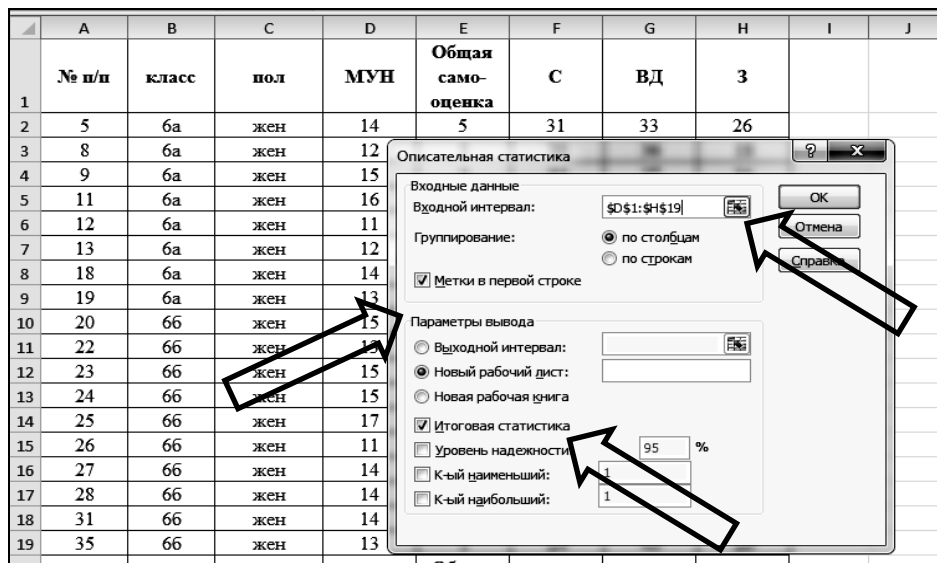 A B C D E F G H I J
1 № п/п класс пол МУН Общая само-оценка С ВД З
2 5 6а жен 14 5 31 33 26
3 8 6а жен 12
4 9 6а жен 15
5 11 6а жен 16
6 12 6а жен 11
7 13 6а жен 12
8 18 6а жен 14
9 19 6а жен 13
10 20 6б жен 15
11 22 6б жен 13
12 23 6б жен 15
13 24 6б жен 15
14 25 6б жен 17
15 26 6б жен 11
16 27 6б жен 14
17 28 6б жен 14
18 31 6б жен 14
19 35 6б жен 13
Описательная статистика ? X
Входные данные
Входной интервал: $D$1:$H$19
Группирование: по столбцам
по строкам
Метки в первой строке
Параметры вывода
Выходной интервал:
Новый рабочий лист:
Новая рабочая книга
Итоговая статистика
Уровень надежности: 95 %
К-ый наименьший: 1
К-ый наибольший: 1
OK
Отмена
Справка